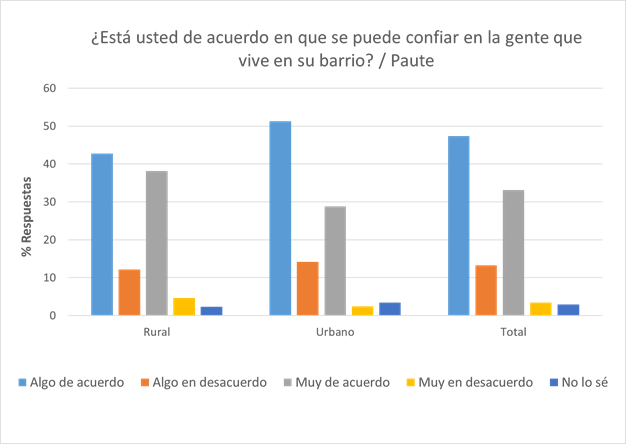 ¿Está usted de acuerdo en que se puede confiar en la gente que
vive en su barrio? / Paute
% Respuestas
60
50
40
30
20
10
0
Rural Urbano Total
Algo de acuerdo Algo en desacuerdo Muy de acuerdo Muy en desacuerdo No lo sé